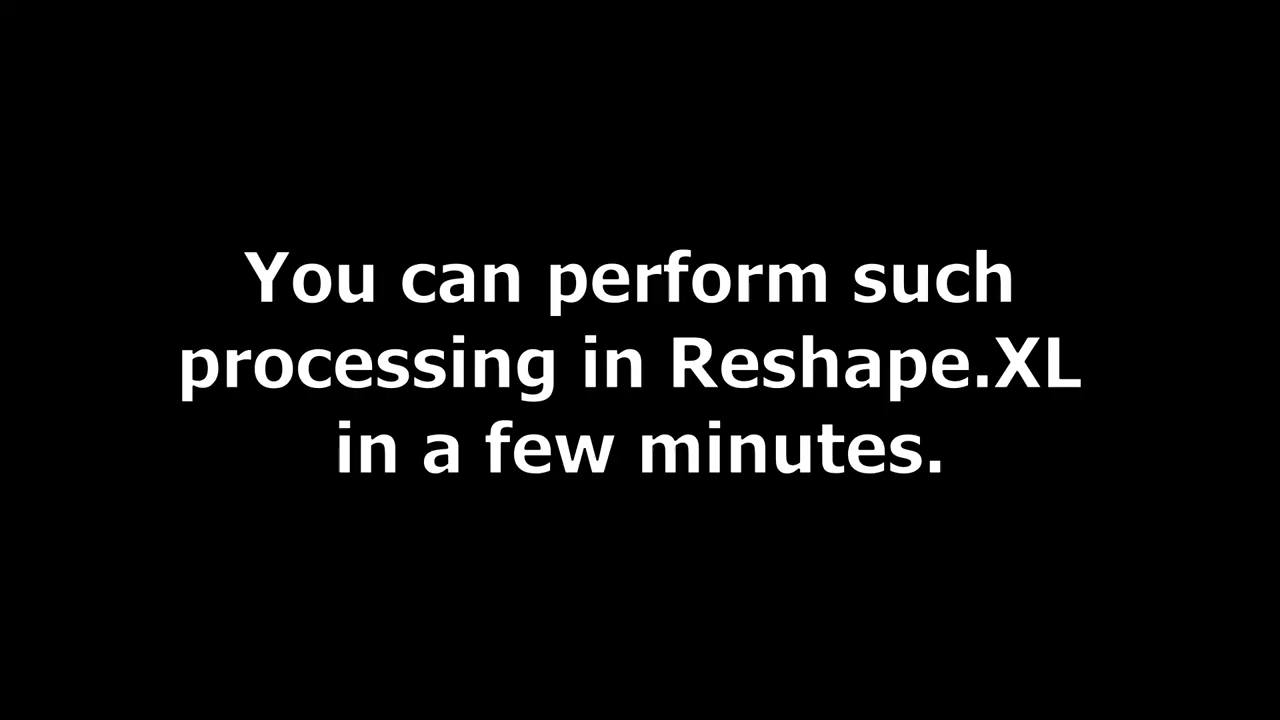 You can perform such
processing in Reshape.XL
in a few minutes.